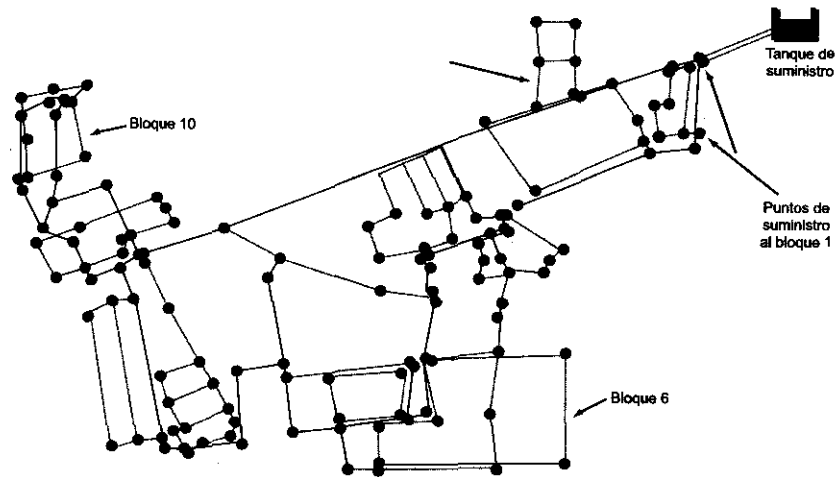 Tanque de
suministro
Bloque 10
Puntos de
suministro
al bloque 1
Bloque 6